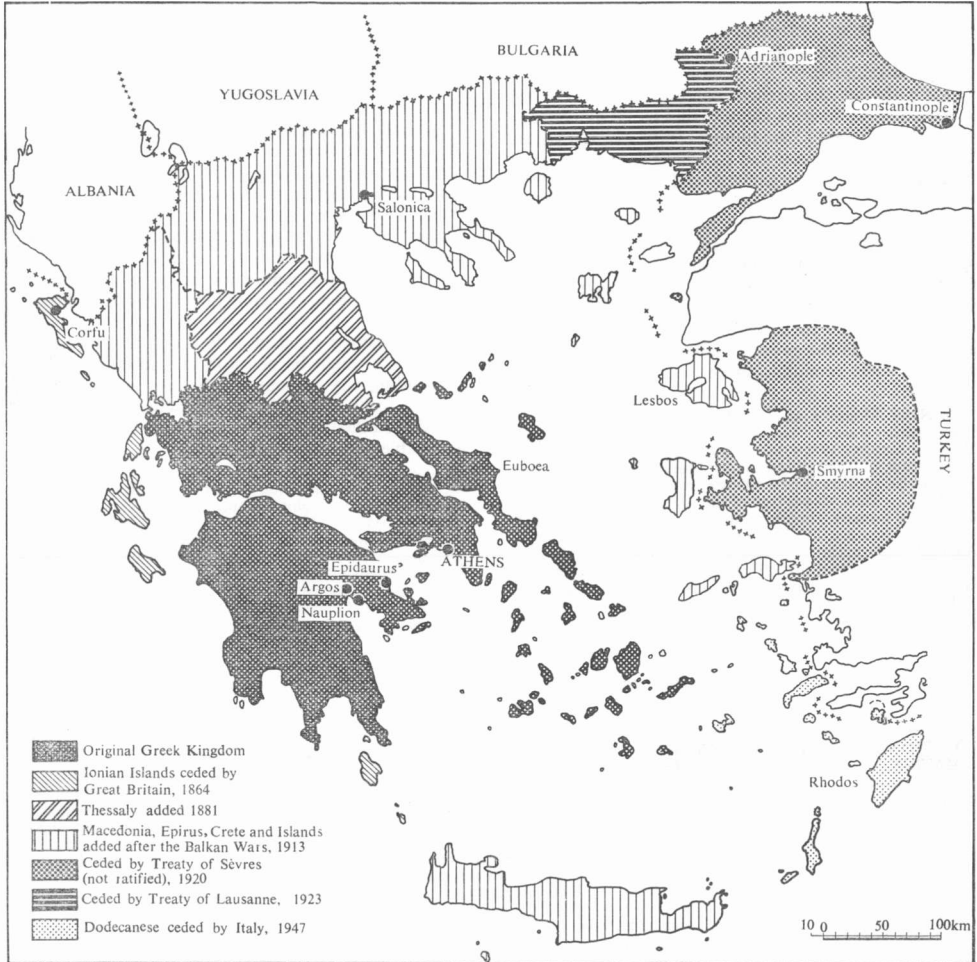 BULGARIA
Adrianople
YUGOSLAVIA
Constantinople
ALBANIA
Salonica
Corfu
Lesbos
TURKEY
Euboea
Smyrna
ATHENS
Epidaurus
Argos
Nauplion
Rhodos
Original Greek Kingdom
Ionian Islands ceded by
Great Britain, 1864
Thessaly added 1881
Macedonia, Epirus, Crete and Islands
added after the Balkan Wars, 1913
Ceded by Treaty of Sèvres
(not ratified), 1920
Ceded by Treaty of Lausanne, 1923
Dodecanese ceded by Italy, 1947
10 0 50 100km